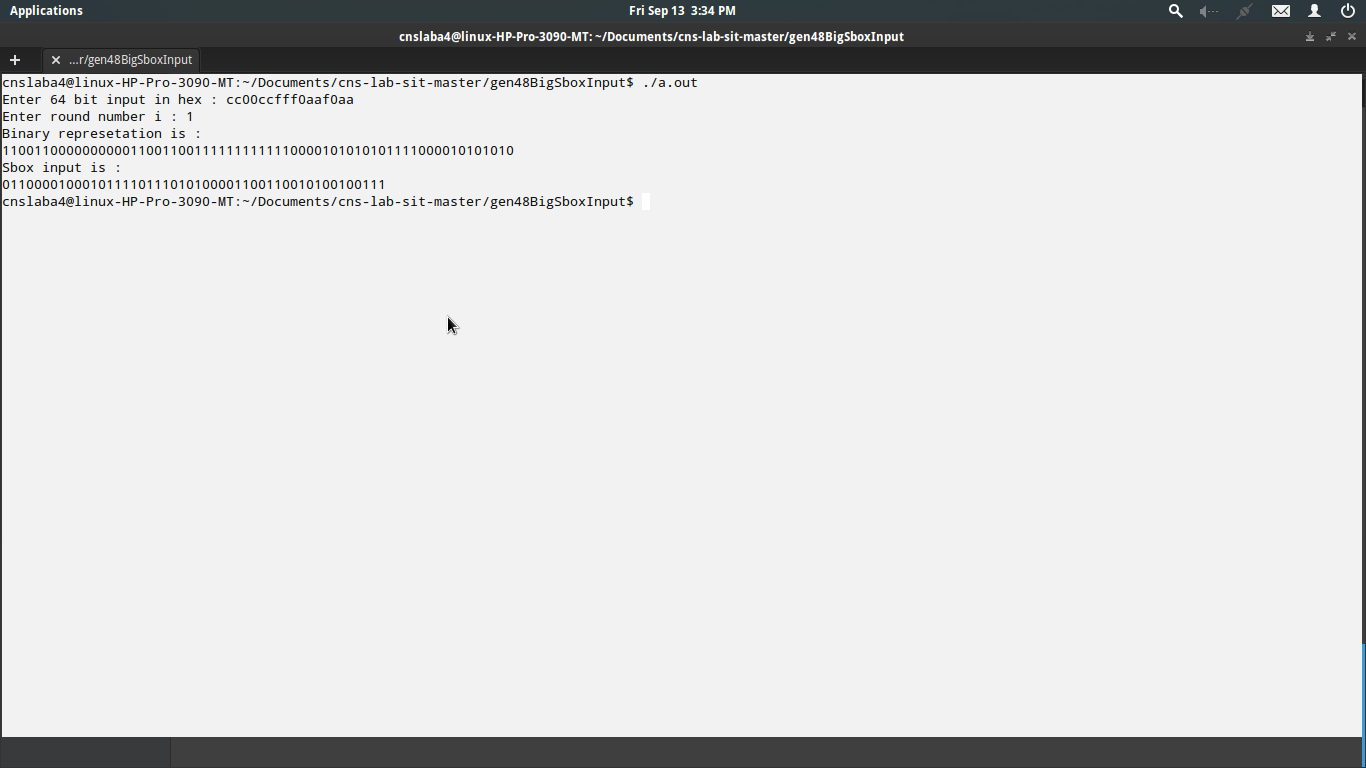 Applications
Fri Sep 13 3:34 PM
cnslaba4@linux-HP-Pro-3090-MT: ~/Documents/cns-lab-sit-master/gen48BigSboxInput
...r/gen48BigSboxInput
cnslaba4@linux-HP-Pro-3090-MT:~/Documents/cns-lab-sit-master/gen48BigSboxInput$ ./a.out
Enter 64 bit input in hex : cc00ccfff0aaf0aa
Enter round number i : 1
Binary represetation is :
1100110000000000110011001111111111110000101010101111000010101010
Sbox input is :
011000010001011110111010100001100110010100100111
cnslaba4@linux-HP-Pro-3090-MT:~/Documents/cns-lab-sit-master/gen48BigSboxInput$